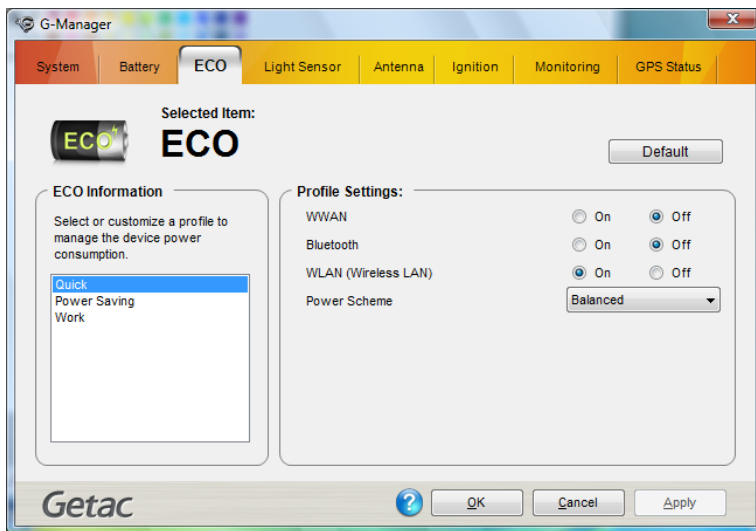 G-Manager
System Battery ECO Light Sensor Antenna Ignition Monitoring GPS Status
ECO
Selected Item:
ECO
Default
ECO Information
Select or customize a profile to
manage the device power
consumption.
Quick
Power Saving
Work
Profile Settings:
WWAN On Off
Bluetooth On Off
WLAN (Wireless LAN) On Off
Power Scheme Balanced
Getac
? OK Cancel Apply